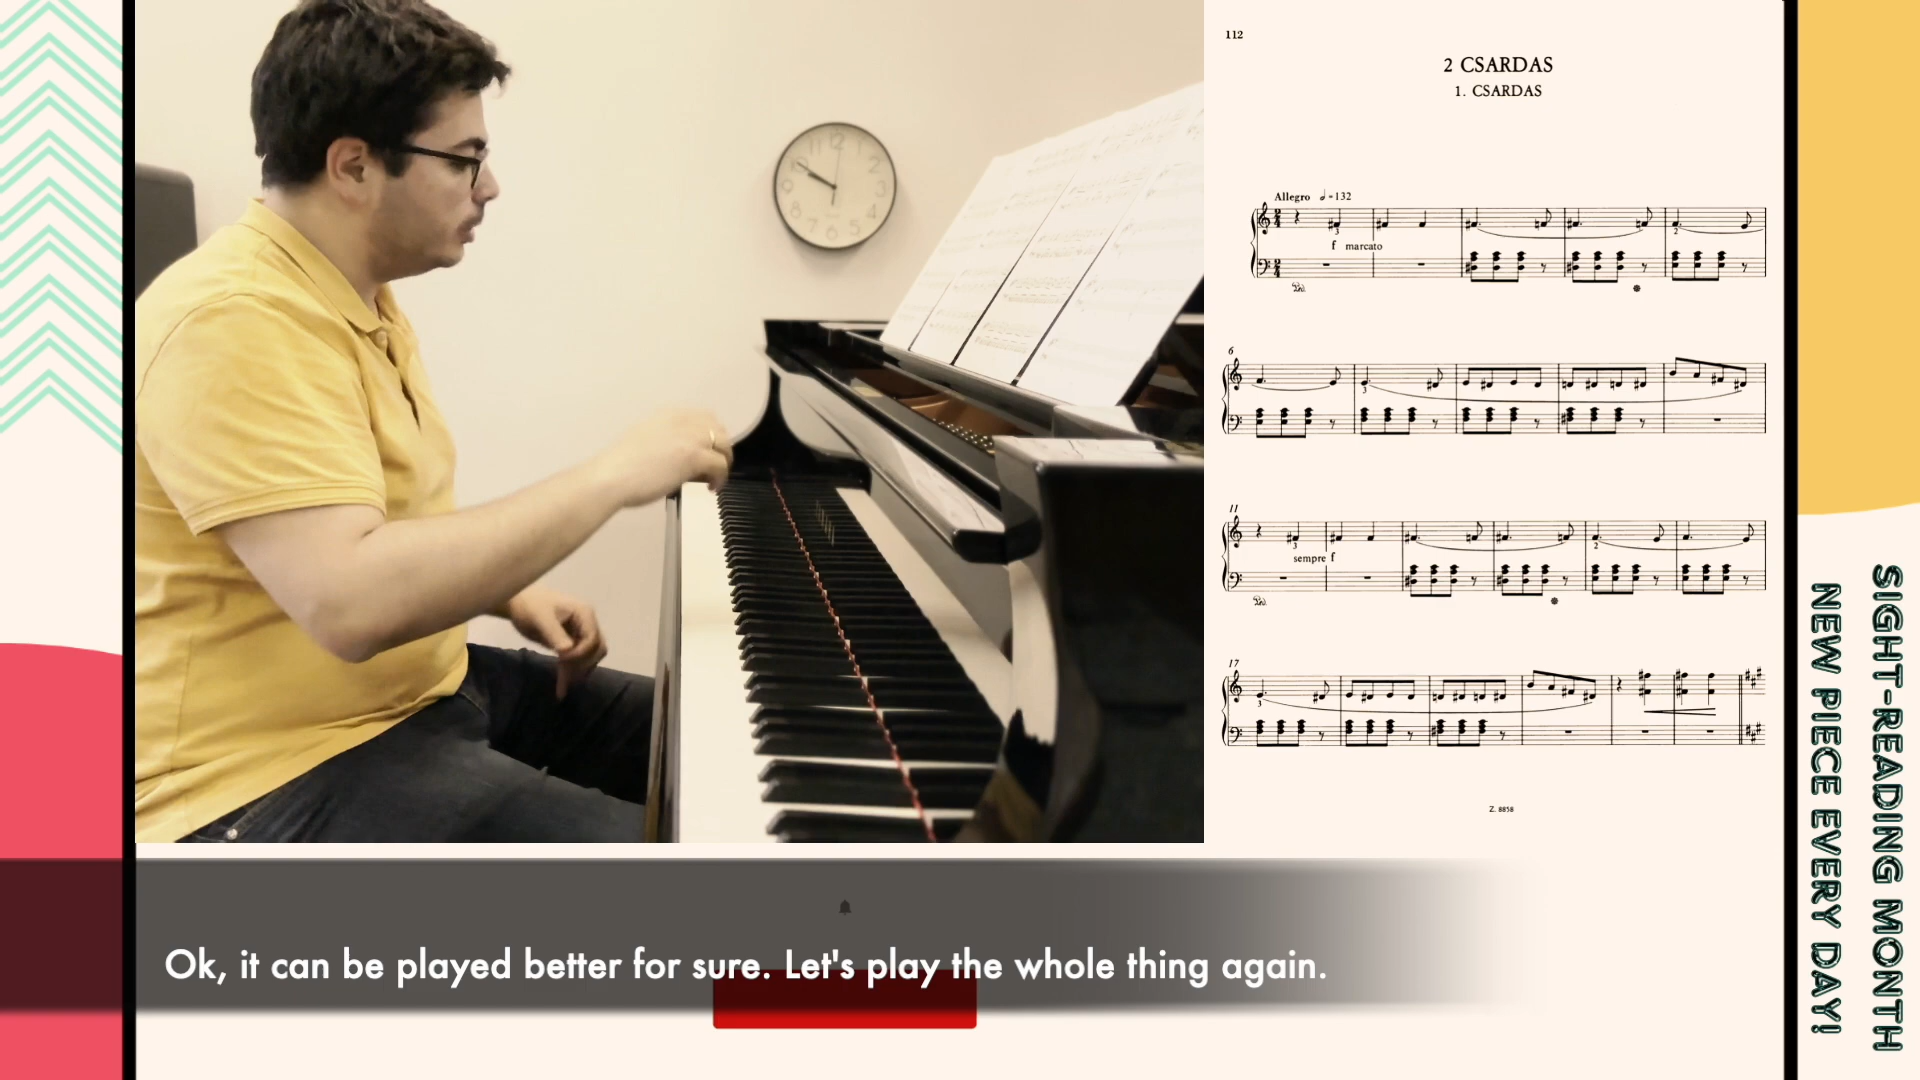 112
2 CSARDAS
1. CSARDAS
Allegro 𝅗𝅥 = 132
f marcato
6
11
sempre f
17
Z. 8858
Ok, it can be played better for sure. Let's play the whole thing again.
SIGHT-READING MONTH
NEW PIECE EVERY DAY!